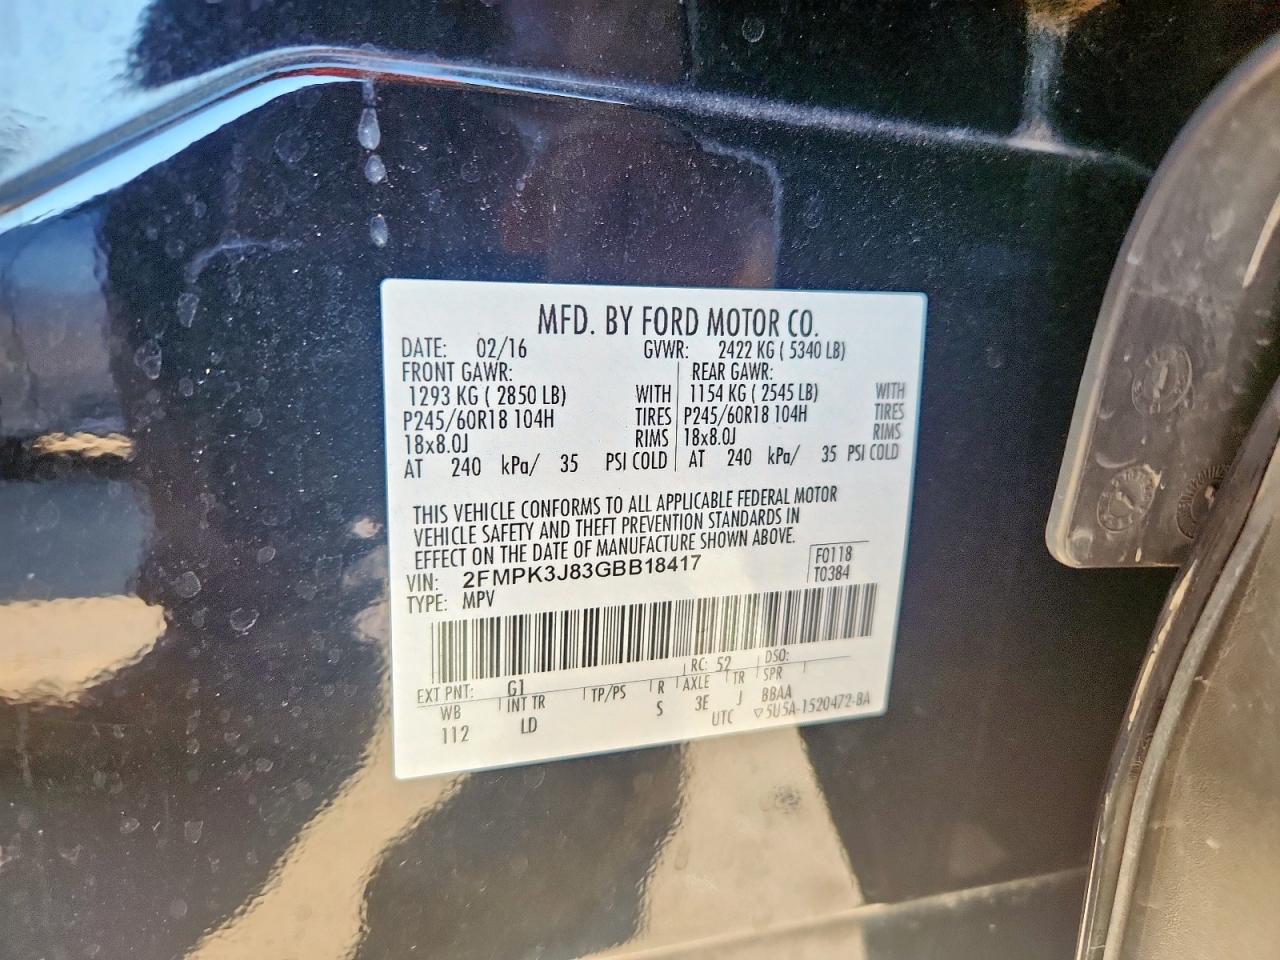 MFD. BY FORD MOTOR CO.
DATE: 02/16 GVWR: 2422 KG ( 5340 LB)
FRONT GAWR: REAR GAWR:
1293 KG ( 2850 LB) WITH 1154 KG ( 2545 LB) WITH
P245/60R18 104H TIRES P245/60R18 104H TIRES
18x8.0J RIMS 18x8.0J RIMS
AT 240 kPa/ 35 PSI COLD AT 240 kPa/ 35 PSI COLD
THIS VEHICLE CONFORMS TO ALL APPLICABLE FEDERAL MOTOR
VEHICLE SAFETY AND THEFT PREVENTION STANDARDS IN
EFFECT ON THE DATE OF MANUFACTURE SHOWN ABOVE.
VIN: 2FMPK3J83GBB18417 F0118
TYPE: MPV T0384
EXT PNT: G1 RC: 52 DSO:
WB INT TR TP/PS R AXLE TR SPR
112 LD S 3E J BBAA
UTC ▽5U5A-1520472-BA